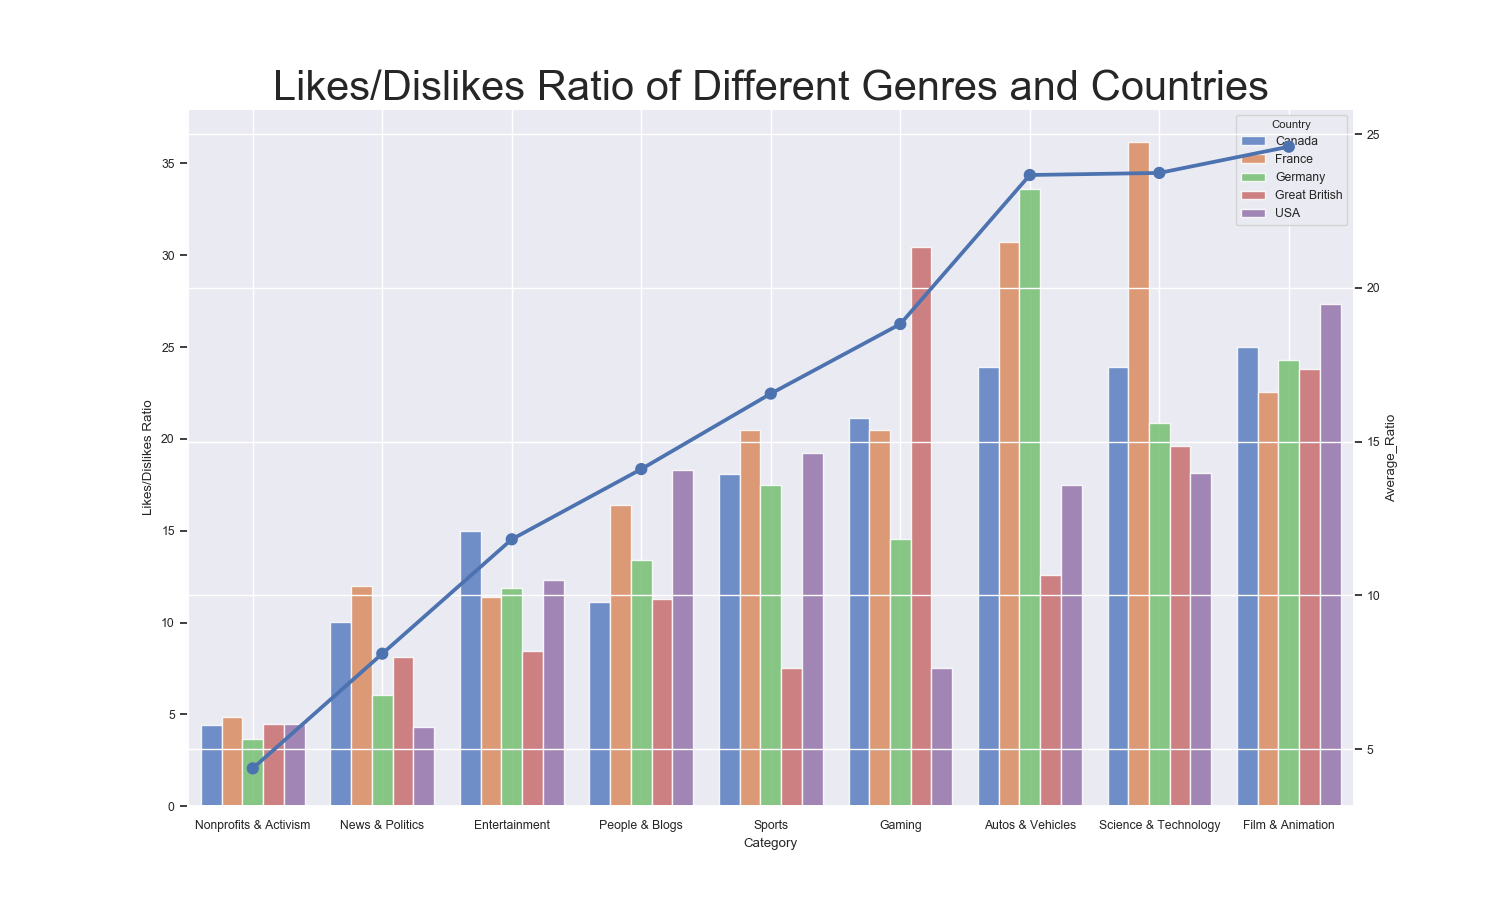 Likes/Dislikes Ratio of Different Genres and Countries
Country
Canada
France
Germany
Great British
USA
35
30
25
20
15
10
5
0
Likes/Dislikes Ratio
25
20
15
10
5
Average_Ratio
Nonprofits & Activism
News & Politics
Entertainment
People & Blogs
Sports
Gaming
Autos & Vehicles
Science & Technology
Film & Animation
Category